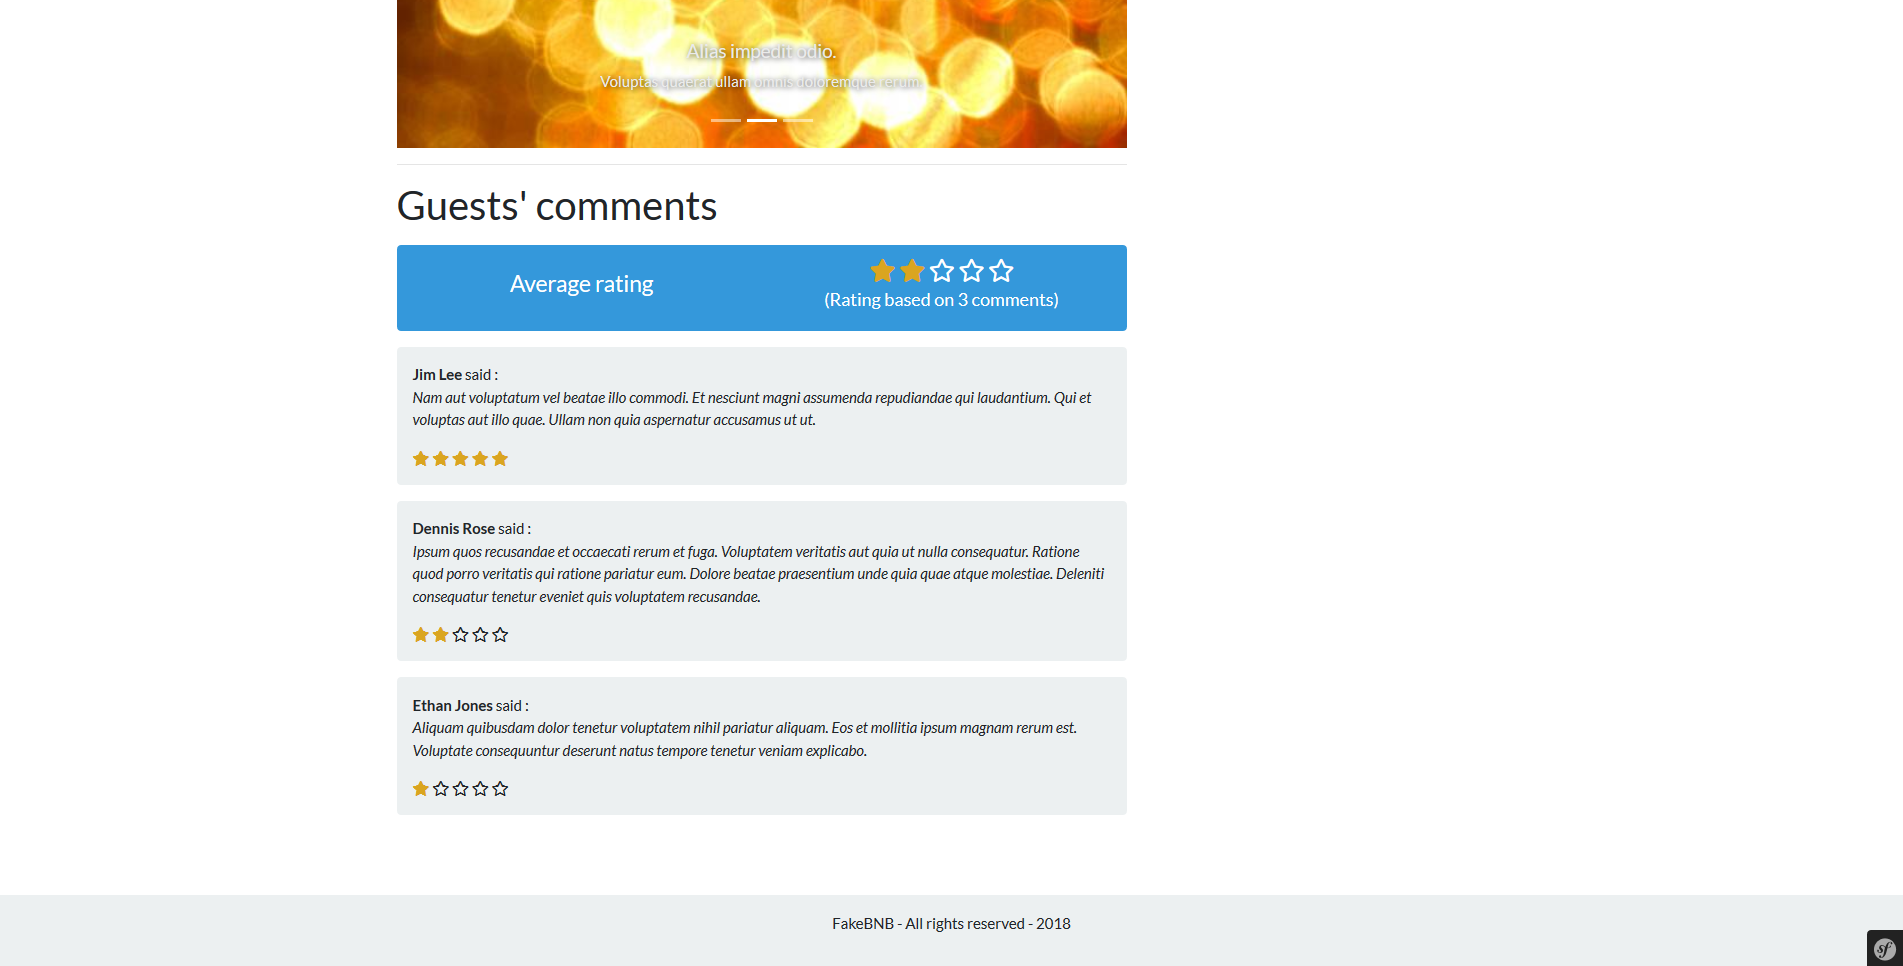 Alias impedit odio.
Voluptas quaerat ullam omnis doloremque rerum.
Guests' comments
Average rating
(Rating based on 3 comments)
Jim Lee said :
Nam aut voluptatum vel beatae illo commodi. Et nesciunt magni assumenda repudiandae qui laudantium. Qui et
voluptas aut illo quae. Ullam non quia aspernatur accusamus ut ut.
Dennis Rose said :
Ipsum quos recusandae et occaecati rerum et fuga. Voluptatem veritatis aut quia ut nulla consequatur. Ratione
quod porro veritatis qui ratione pariatur eum. Dolore beatae praesentium unde quia quae atque molestiae. Deleniti
consequatur tenetur eveniet quis voluptatem recusandae.
Ethan Jones said :
Aliquam quibusdam dolor tenetur voluptatem nihil pariatur aliquam. Eos et mollitia ipsum magnam rerum est.
Voluptate consequuntur deserunt natus tempore tenetur veniam explicabo.
FakeBNB - All rights reserved - 2018
sf